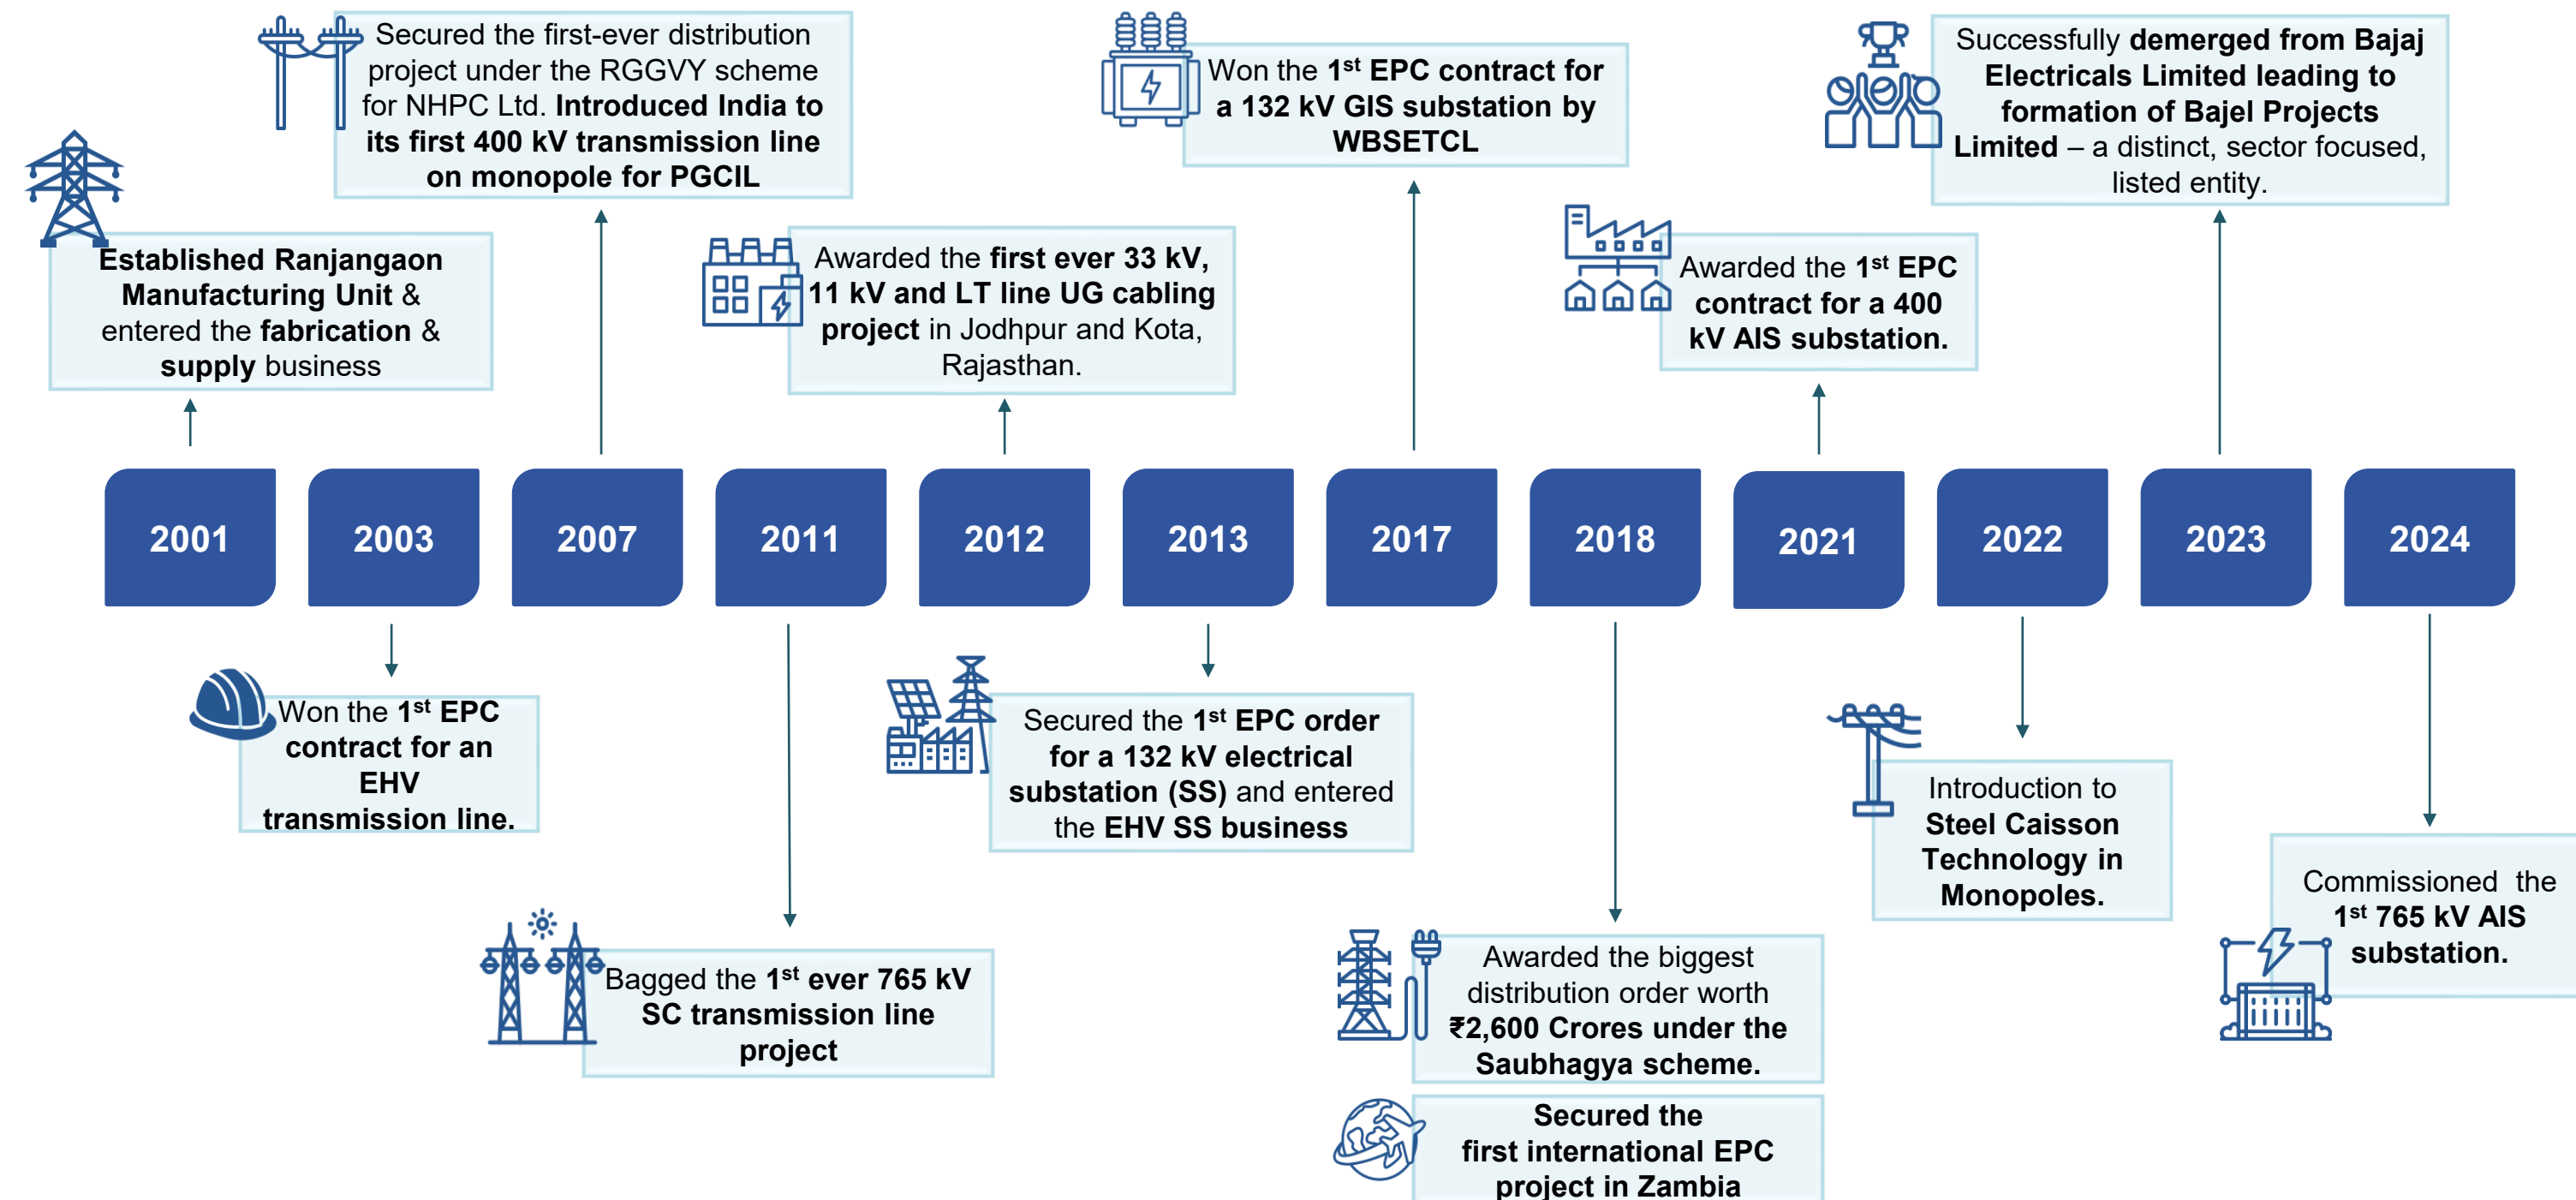 Secured the first-ever distribution
project under the RGGVY scheme
for NHPC Ltd. Introduced India to
its first 400 kV transmission line
on monopole for PGCIL
Won the 1st EPC contract for
a 132 kV GIS substation by
WBSETCL
Successfully demerged from Bajaj
Electricals Limited leading to
formation of Bajel Projects
Limited – a distinct, sector focused,
listed entity.
Established Ranjangaon
Manufacturing Unit &
entered the fabrication &
supply business
Awarded the first ever 33 kV,
11 kV and LT line UG cabling
project in Jodhpur and Kota,
Rajasthan.
Awarded the 1st EPC
contract for a 400
kV AIS substation.
2001
2003
2007
2011
2012
2013
2017
2018
2021
2022
2023
2024
Won the 1st EPC
contract for an
EHV
transmission line.
Secured the 1st EPC order
for a 132 kV electrical
substation (SS) and entered
the EHV SS business
Introduction to
Steel Caisson
Technology in
Monopoles.
Commissioned the
1st 765 kV AIS
substation.
Bagged the 1st ever 765 kV
SC transmission line
project
Awarded the biggest
distribution order worth
₹2,600 Crores under the
Saubhagya scheme.
Secured the
first international EPC
project in Zambia